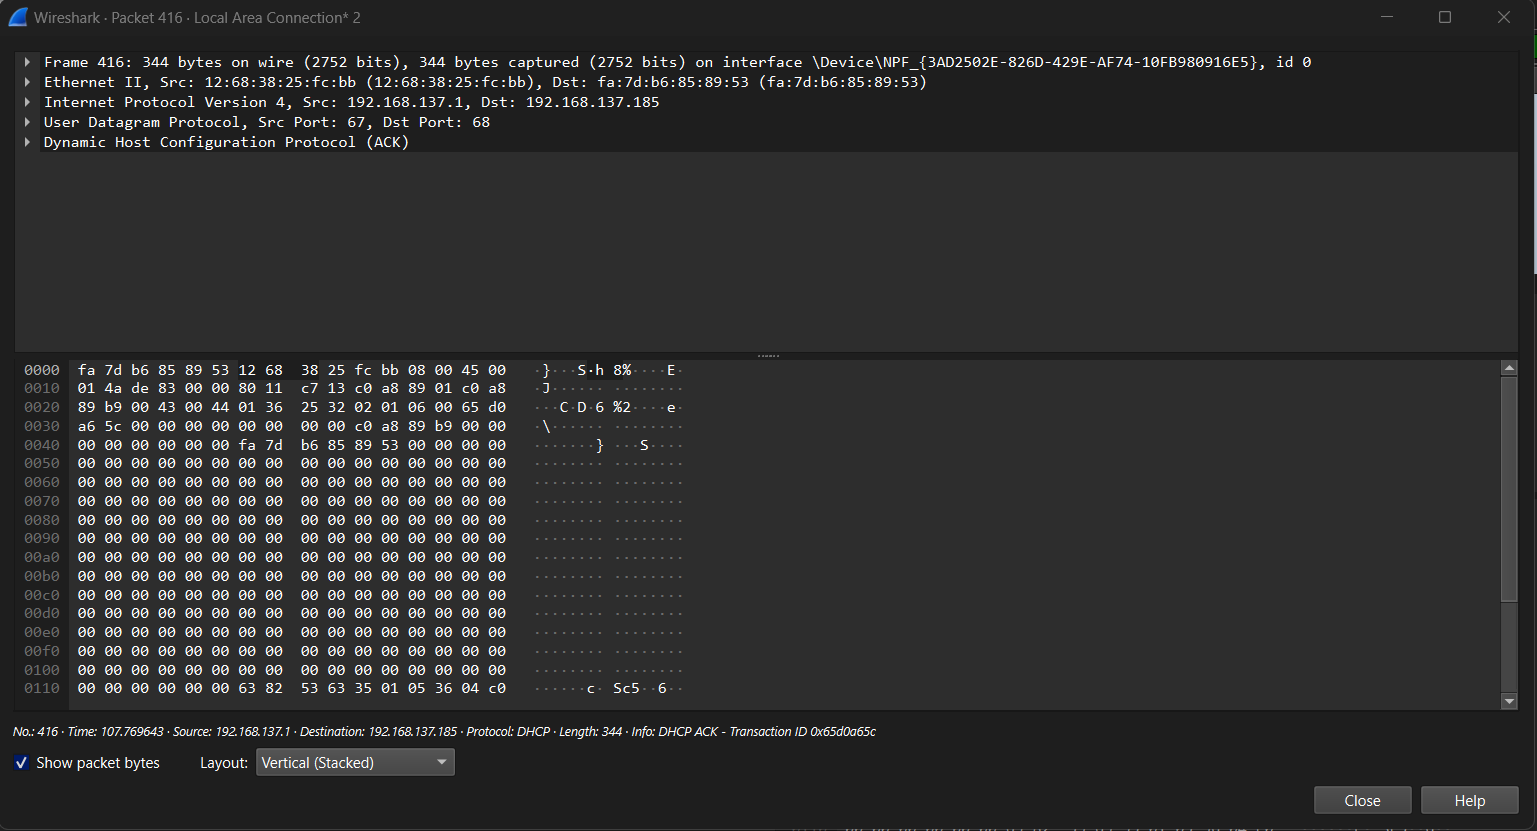 Wireshark · Packet 416 · Local Area Connection* 2
Frame 416: 344 bytes on wire (2752 bits), 344 bytes captured (2752 bits) on interface \Device\NPF_{3AD2502E-826D-429E-AF74-10FB980916E5}, id 0
Ethernet II, Src: 12:68:38:25:fc:bb (12:68:38:25:fc:bb), Dst: fa:7d:b6:85:89:53 (fa:7d:b6:85:89:53)
Internet Protocol Version 4, Src: 192.168.137.1, Dst: 192.168.137.185
User Datagram Protocol, Src Port: 67, Dst Port: 68
Dynamic Host Configuration Protocol (ACK)
0000 fa 7d b6 85 89 53 12 68 38 25 fc bb 08 00 45 00 ·}···S·h 8%····E·
0010 01 4a de 83 00 00 80 11 c7 13 c0 a8 89 01 c0 a8 ·J······ ········
0020 89 b9 00 43 00 44 01 36 25 32 02 01 06 00 65 d0 ···C·D·6 %2····e·
0030 a6 5c 00 00 00 00 00 00 00 00 c0 a8 89 b9 00 00 ·\······ ········
0040 00 00 00 00 00 00 fa 7d b6 85 89 53 00 00 00 00 ·······} ···S····
0050 00 00 00 00 00 00 00 00 00 00 00 00 00 00 00 00 ········ ········
0060 00 00 00 00 00 00 00 00 00 00 00 00 00 00 00 00 ········ ········
0070 00 00 00 00 00 00 00 00 00 00 00 00 00 00 00 00 ········ ········
0080 00 00 00 00 00 00 00 00 00 00 00 00 00 00 00 00 ········ ········
0090 00 00 00 00 00 00 00 00 00 00 00 00 00 00 00 00 ········ ········
00a0 00 00 00 00 00 00 00 00 00 00 00 00 00 00 00 00 ········ ········
00b0 00 00 00 00 00 00 00 00 00 00 00 00 00 00 00 00 ········ ········
00c0 00 00 00 00 00 00 00 00 00 00 00 00 00 00 00 00 ········ ········
00d0 00 00 00 00 00 00 00 00 00 00 00 00 00 00 00 00 ········ ········
00e0 00 00 00 00 00 00 00 00 00 00 00 00 00 00 00 00 ········ ········
00f0 00 00 00 00 00 00 00 00 00 00 00 00 00 00 00 00 ········ ········
0100 00 00 00 00 00 00 00 00 00 00 00 00 00 00 00 00 ········ ········
0110 00 00 00 00 00 00 63 82 53 63 35 01 05 36 04 c0 ······c· Sc5··6··
No.: 416 · Time: 107.769643 · Source: 192.168.137.1 · Destination: 192.168.137.185 · Protocol: DHCP · Length: 344 · Info: DHCP ACK - Transaction ID 0x65d0a65c
Show packet bytes Layout: Vertical (Stacked)
Close Help